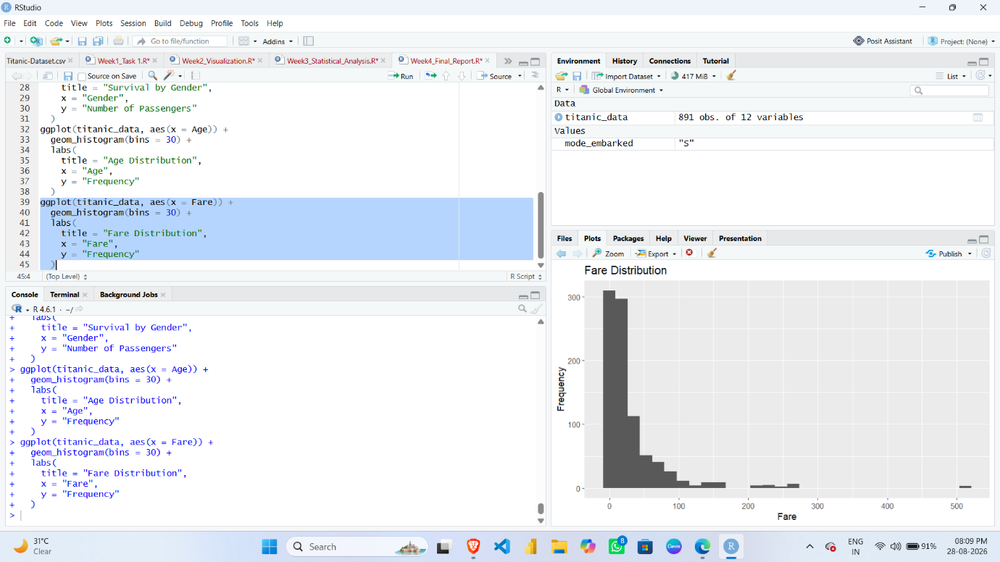 RStudio
File Edit Code View Plots Session Build Debug Profile Tools Help
Go to file/function Addins Posit Assistant Project: (None)
Titanic-Dataset.csv Week1_Task 1.R* Week2_Visualization.R* Week3_Statistical_Analysis.R* Week4_Final_Report.R*
Source on Save Run Source
28 title = "Survival by Gender",
29 x = "Gender",
30 y = "Number of Passengers"
31 )
32 ggplot(titanic_data, aes(x = Age)) +
33 geom_histogram(bins = 30) +
34 labs(
35 title = "Age Distribution",
36 x = "Age",
37 y = "Frequency"
38 )
39 ggplot(titanic_data, aes(x = Fare)) +
40 geom_histogram(bins = 30) +
41 labs(
42 title = "Fare Distribution",
43 x = "Fare",
44 y = "Frequency"
45 )
45:4 (Top Level) R Script
Console Terminal Background Jobs
R 4.6.1 · ~/
+ labs(
+ title = "Survival by Gender",
+ x = "Gender",
+ y = "Number of Passengers"
+ )
> ggplot(titanic_data, aes(x = Age)) +
+ geom_histogram(bins = 30) +
+ labs(
+ title = "Age Distribution",
+ x = "Age",
+ y = "Frequency"
+ )
> ggplot(titanic_data, aes(x = Fare)) +
+ geom_histogram(bins = 30) +
+ labs(
+ title = "Fare Distribution",
+ x = "Fare",
+ y = "Frequency"
+ )
>
Environment History Connections Tutorial
Import Dataset 417 MiB List
R Global Environment
Data
titanic_data 891 obs. of 12 variables
Values
mode_embarked "S"
Files Plots Packages Help Viewer Presentation
Zoom Export Publish
Fare Distribution
300
200
100
0
Frequency
0 100 200 300 400 500
Fare
31°C
Clear
Search
8
Canva
ENG
IN
91%
08:09 PM
28-08-2026